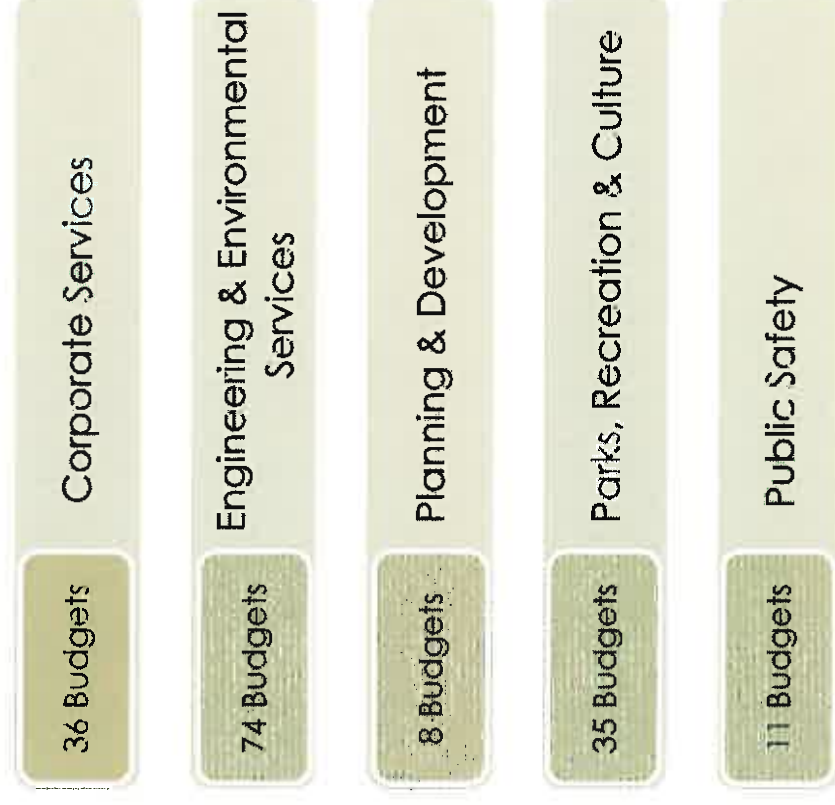 36 Budgets
Corporate Services
74 Budgets
Engineering & Environmental
Services
8 Budgets
Planning & Development
35 Budgets
Parks, Recreation & Culture
11 Budgets
Public Safety